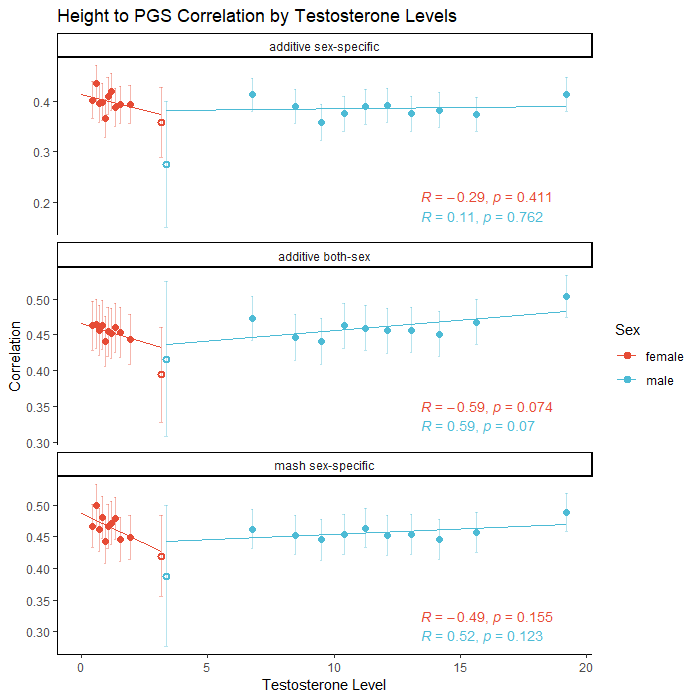 Height to PGS Correlation by Testosterone Levels
additive sex-specific
0.4
0.3
0.2
R = −0.29, p = 0.411
R = 0.11, p = 0.762
additive both-sex
0.50
0.45
0.40
0.35
0.30
R = −0.59, p = 0.074
R = 0.59, p = 0.07
Correlation
Sex
female
male
mash sex-specific
0.50
0.45
0.40
0.35
0.30
R = −0.49, p = 0.155
R = 0.52, p = 0.123
0 5 10 15 20
Testosterone Level